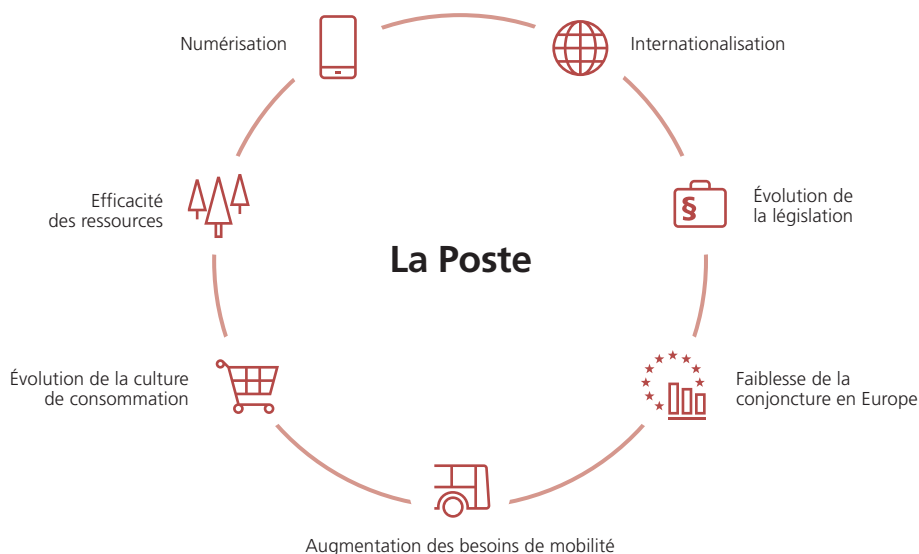 Numérisation
Internationalisation
Efficacité
des ressources
Évolution de
la législation
§
La Poste
Évolution de la culture
de consommation
Faiblesse de la
conjoncture en Europe
Augmentation des besoins de mobilité